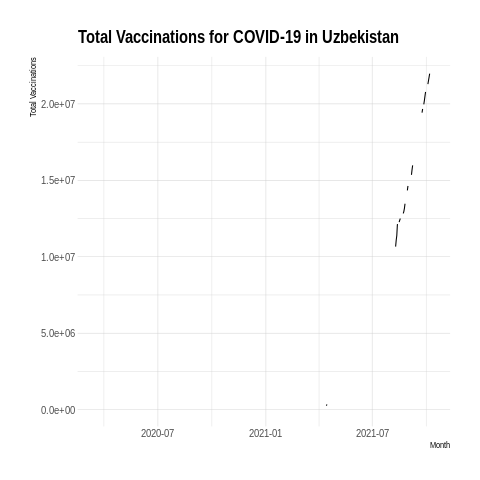 Total Vaccinations for COVID-19 in Uzbekistan
Total Vaccinations
2.0e+07
1.5e+07
1.0e+07
5.0e+06
0.0e+00
2020-07 2021-01 2021-07
Month